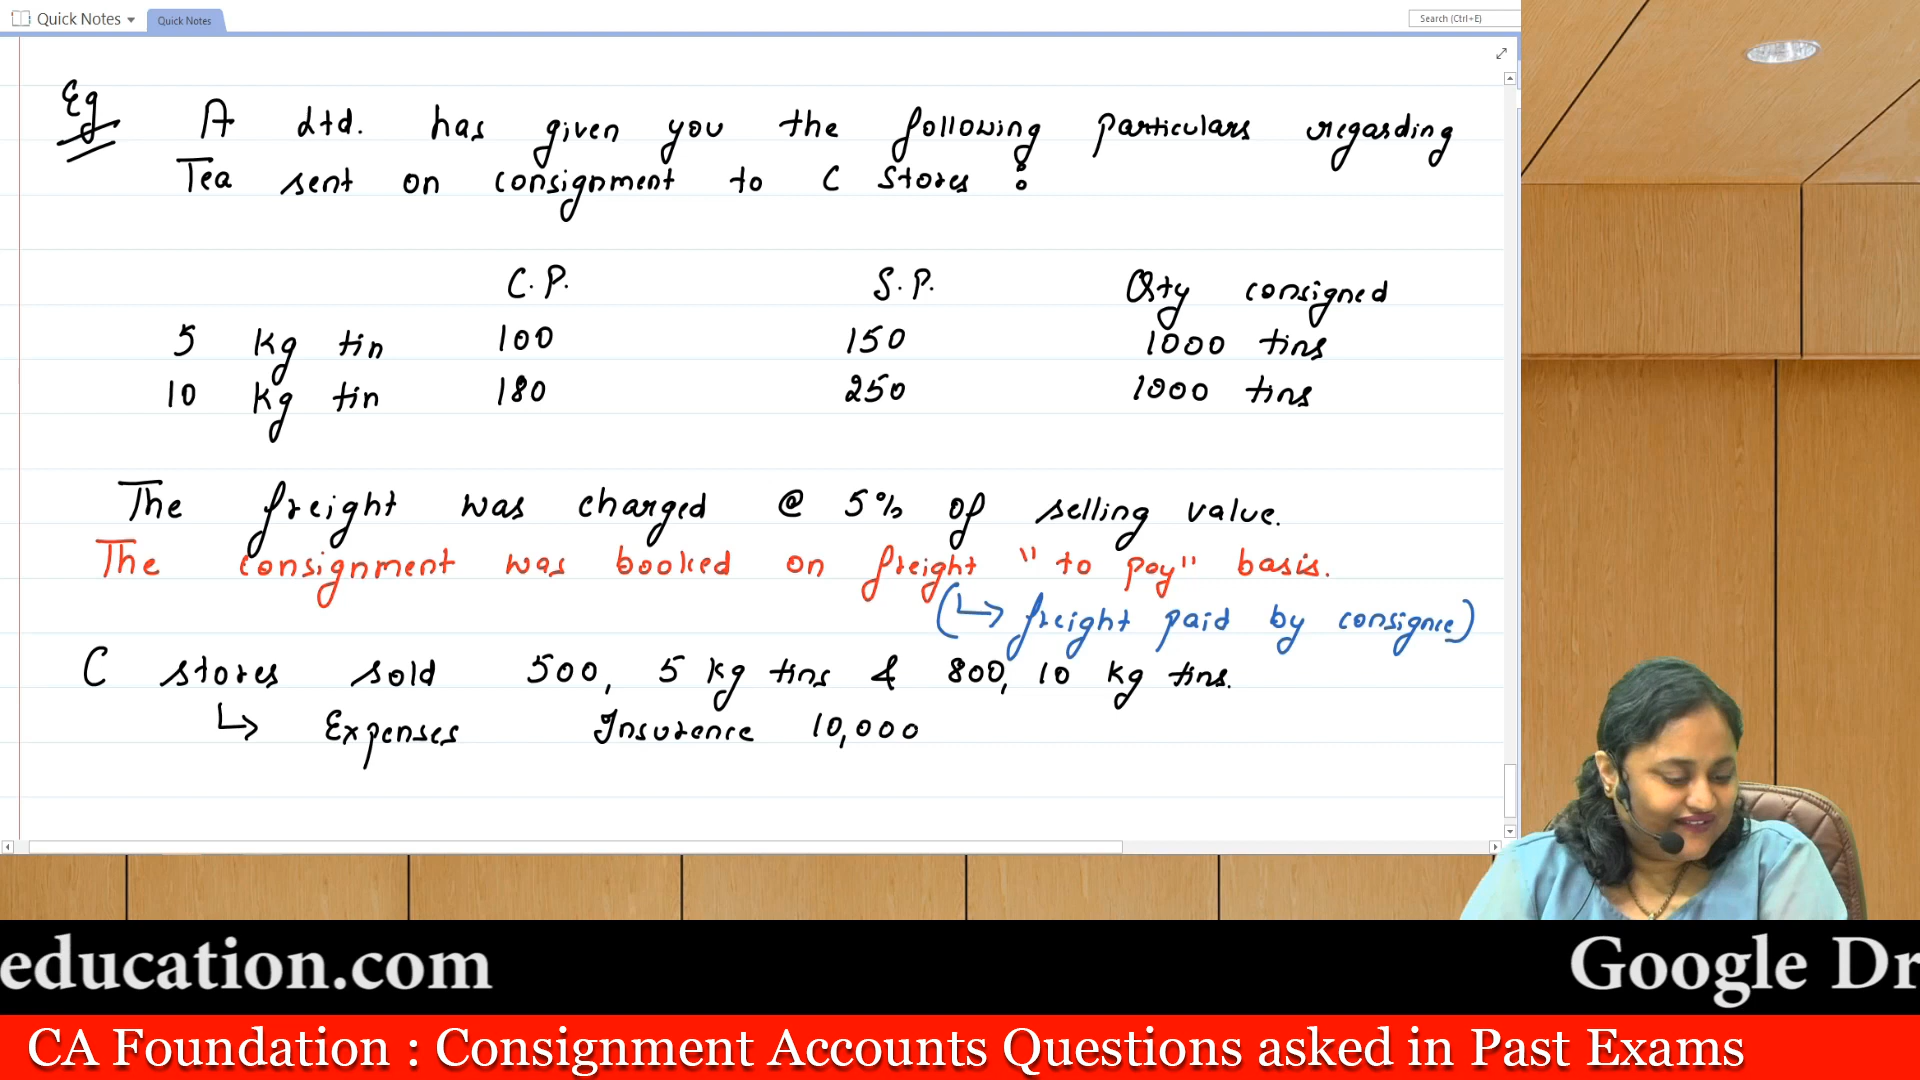 Quick Notes
Quick Notes
Search (Ctrl+E)
Eg A Ltd. has given you the following particulars regarding
Tea sent on consignment to C Stores :
C.P. S.P. Qty consigned
5 kg tin 100 150 1000 tins
10 kg tin 180 250 1000 tins
The freight was charged @ 5% of selling value.
The consignment was booked on freight "to pay" basis.
(↳ freight paid by consignee)
C stores sold 500, 5 kg tins & 800, 10 kg tins.
↳ Expenses Insurence 10,000
education.com Google Dr
CA Foundation : Consignment Accounts Questions asked in Past Exams